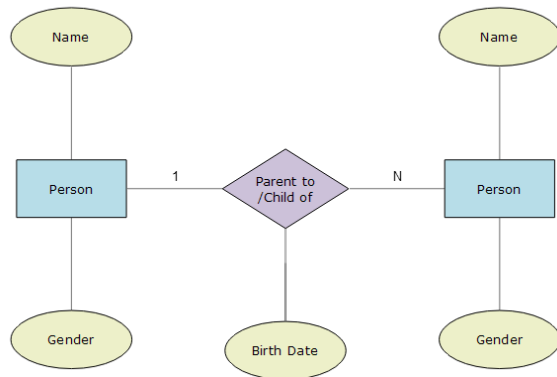 Name
Name
Person
1
Parent to
/Child of
N
Person
Gender
Birth Date
Gender